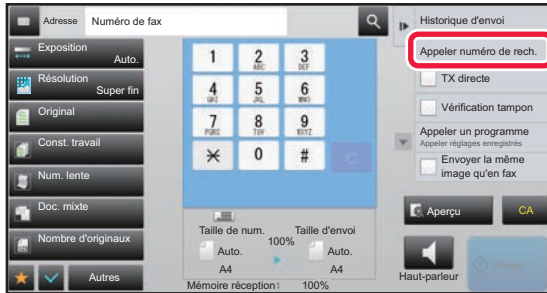 Adresse
Numéro de fax
Exposition
Auto.
Résolution
Super fin
Original
Const. travail
Num. lente
Doc. mixte
Nombre d'originaux
Autres
1
2
ABC
3
DEF
4
GHI
5
JKL
6
MNO
7
PQRS
8
TUV
9
WXYZ
0
#
C
Taille de num.
Taille d'envoi
100%
Auto.
Auto.
A4
A4
Mémoire réception:
100%
Historique d'envoi
Appeler numéro de rech.
TX directe
Vérification tampon
Appeler un programme
Appeler réglages enregistrés
Envoyer la même
image qu'en fax
Aperçu
CA
Haut-parleur
Départ